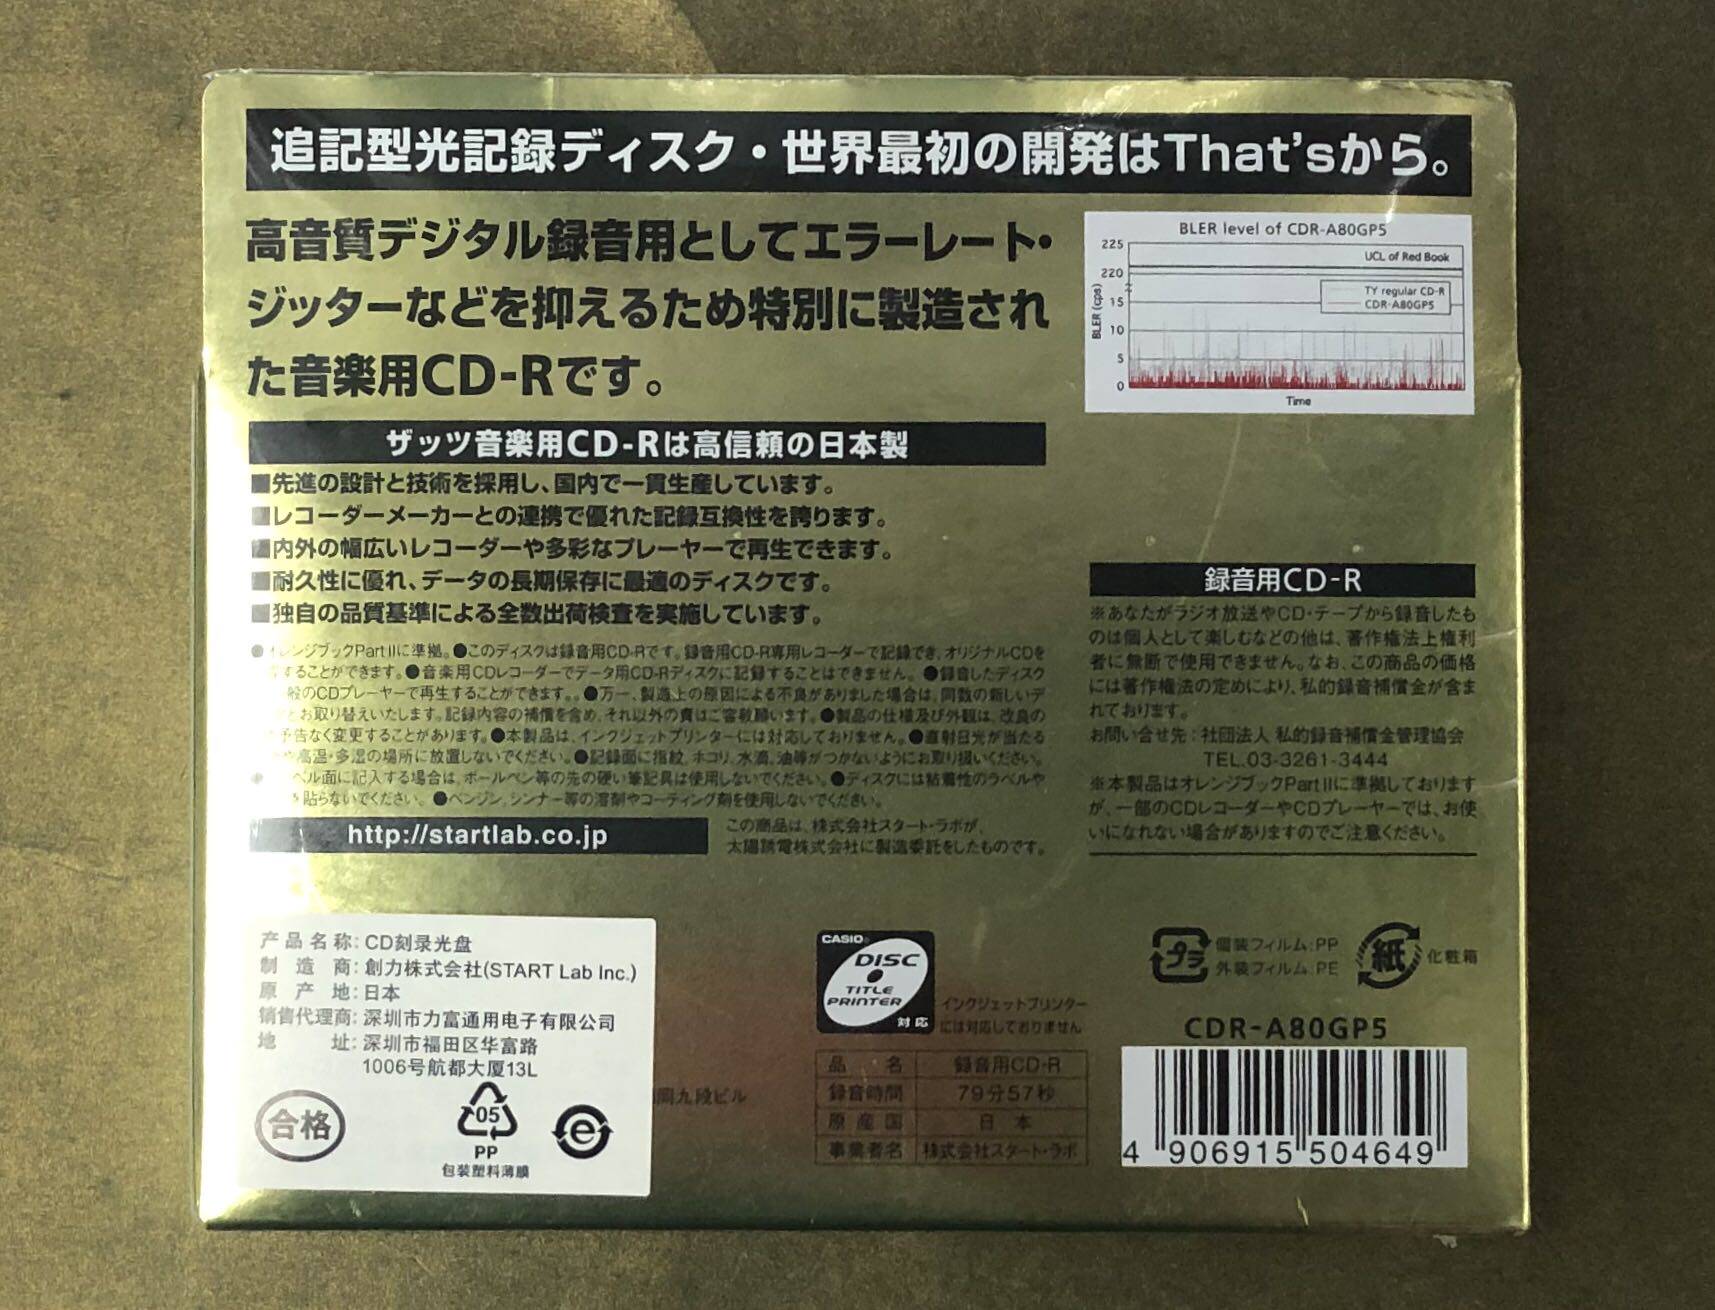 追記型光記録ディスク・世界最初の開発はThat'sから。
高音質デジタル録音用としてエラーレート・
ジッターなどを抑えるため特別に製造され
た音楽用CD-Rです。
BLER level of CDR-A80GP5
225
UCL of Red Book
220
TY regular CD-R
CDR-A80GP5
15
10
5
0
BLER (cps)
Time
ザッツ音楽用CD-Rは高信頼の日本製
■先進の設計と技術を採用し、国内で一貫生産しています。
■レコーダーメーカーとの連携で優れた記録互換性を誇ります。
■内外の幅広いレコーダーや多彩なプレーヤーで再生できます。
■耐久性に優れ、データの長期保存に最適のディスクです。
■独自の品質基準による全数出荷検査を実施しています。
●オレンジブックPart IIに準拠。●このディスクは録音用CD-Rです。録音用CD-R専用レコーダーで記録でき、オリジナルCDを
することができます。●音楽用CDレコーダーでデータ用CD-Rディスクに記録することはできません。●録音したディスク
般のCDプレーヤーで再生することができます。●万一、製造上の原因による不良がありました場合は、同数の新しいデ
とお取り替えいたします。記録内容の補償を含め、それ以外の責はご容赦願います。●製品の仕様及び外観は、改良の
予告なく変更することがあります。●本製品は、インクジェットプリンターには対応しておりません。●直射日光が当たる
や高温・多湿の場所に放置しないでください。●記録面に指紋、ホコリ、水滴、油等がつかないようにお取り扱いください。
ベル面に記入する場合は、ボールペン等の先の硬い筆記具は使用しないでください。●ディスクには粘着性のラベルや
貼らないでください。●ベンジン、シンナー等の溶剤やコーティング剤を使用しないでください。
http://startlab.co.jp
この商品は、株式会社スタート・ラボが、
太陽誘電株式会社に製造委託をしたものです。
録音用CD-R
※あなたがラジオ放送やCD・テープから録音したも
のは個人として楽しむなどの他は、著作権法上権利
者に無断で使用できません。なお、この商品の価格
には著作権法の定めにより、私的録音補償金が含ま
れております。
お問い合せ先：社団法人 私的録音補償金管理協会
TEL.03-3261-3444
※本製品はオレンジブックPart IIに準拠しております
が、一部のCDレコーダーやCDプレーヤーでは、お使
いになれない場合がありますのでご注意ください。
产品名称：CD刻录光盘
制造商：創力株式会社(START Lab Inc.)
原产地：日本
销售代理商：深圳市力富通用电子有限公司
地址：深圳市福田区华富路
1006号航都大厦13L
合格
05
PP
包装塑料薄膜
e
岡九段ビル
CASIO
DISC
TITLE
PRINTER
対応
インクジェットプリンター
には対応しておりません
品名 録音用CD-R
録音時間 79分57秒
原産国 日本
事業者名 株式会社スタート・ラボ
プラ
個装フィルム：PP
外装フィルム：PE
紙
化粧箱
CDR-A80GP5
4 906915 504649